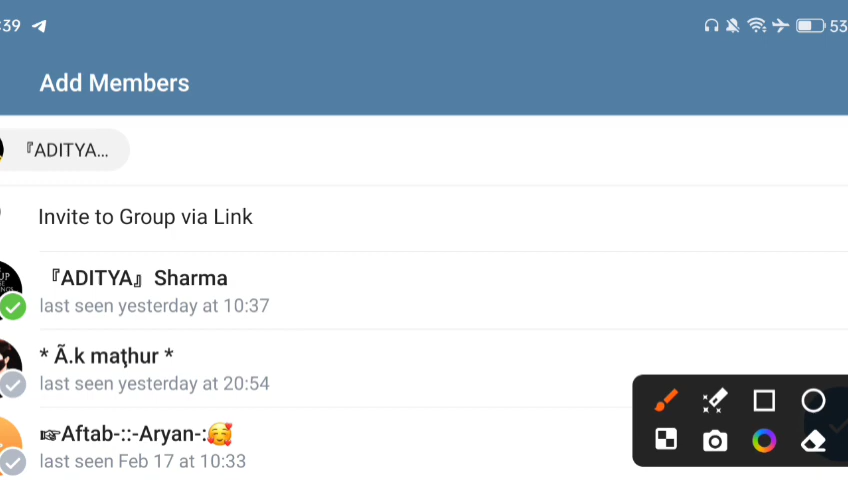 :39
53
Add Members
『ADITYA...
Invite to Group via Link
『ADITYA』 Sharma
last seen yesterday at 10:37
* Ã.k maţhur *
last seen yesterday at 20:54
☞Aftab-::-Aryan-:🥰
last seen Feb 17 at 10:33